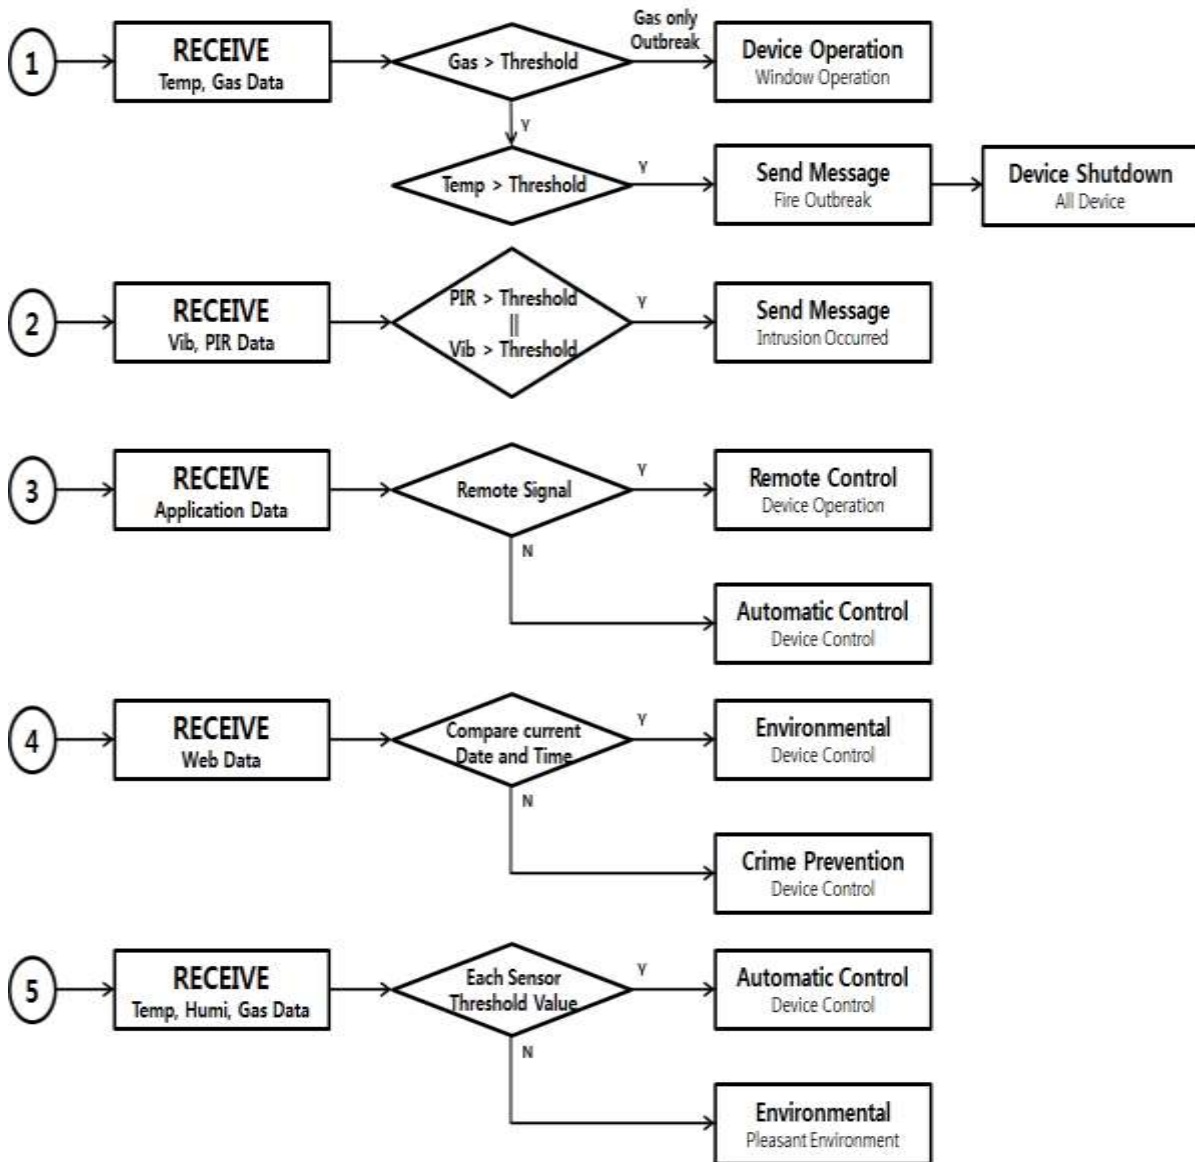 1
RECEIVE
Temp, Gas Data
Gas > Threshold
Gas only
Outbreak
Device Operation
Window Operation
Y
Temp > Threshold
Y
Send Message
Fire Outbreak
Device Shutdown
All Device
2
RECEIVE
Vib, PIR Data
PIR > Threshold
||
Vib > Threshold
Y
Send Message
Intrusion Occurred
3
RECEIVE
Application Data
Remote Signal
Y
Remote Control
Device Operation
N
Automatic Control
Device Control
4
RECEIVE
Web Data
Compare current
Date and Time
Y
Environmental
Device Control
N
Crime Prevention
Device Control
5
RECEIVE
Temp, Humi, Gas Data
Each Sensor
Threshold Value
Y
Automatic Control
Device Control
N
Environmental
Pleasant Environment